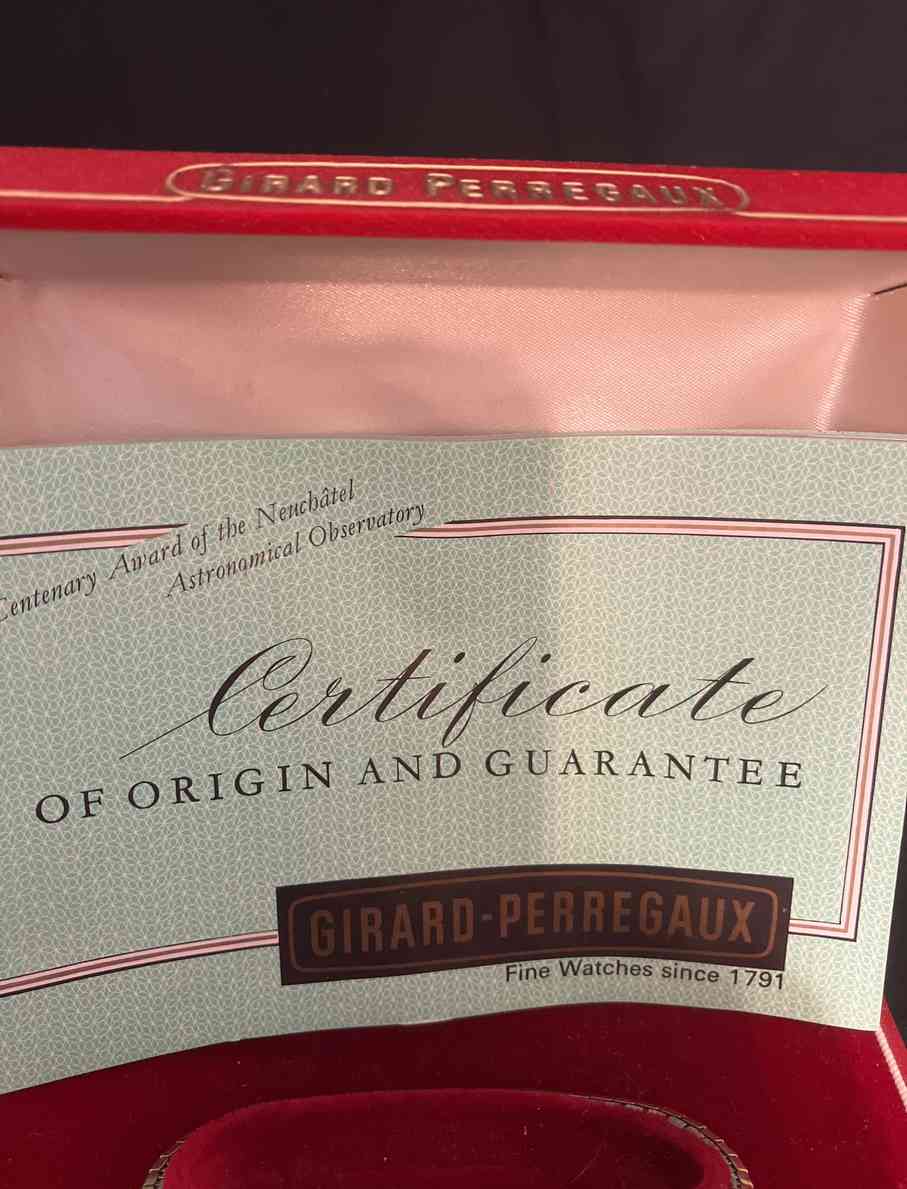 GIRARD PERREGAUX
Centenary Award of the Neuchâtel
Astronomical Observatory
Certificate
OF ORIGIN AND GUARANTEE
GIRARD-PERREGAUX
Fine Watches since 1791